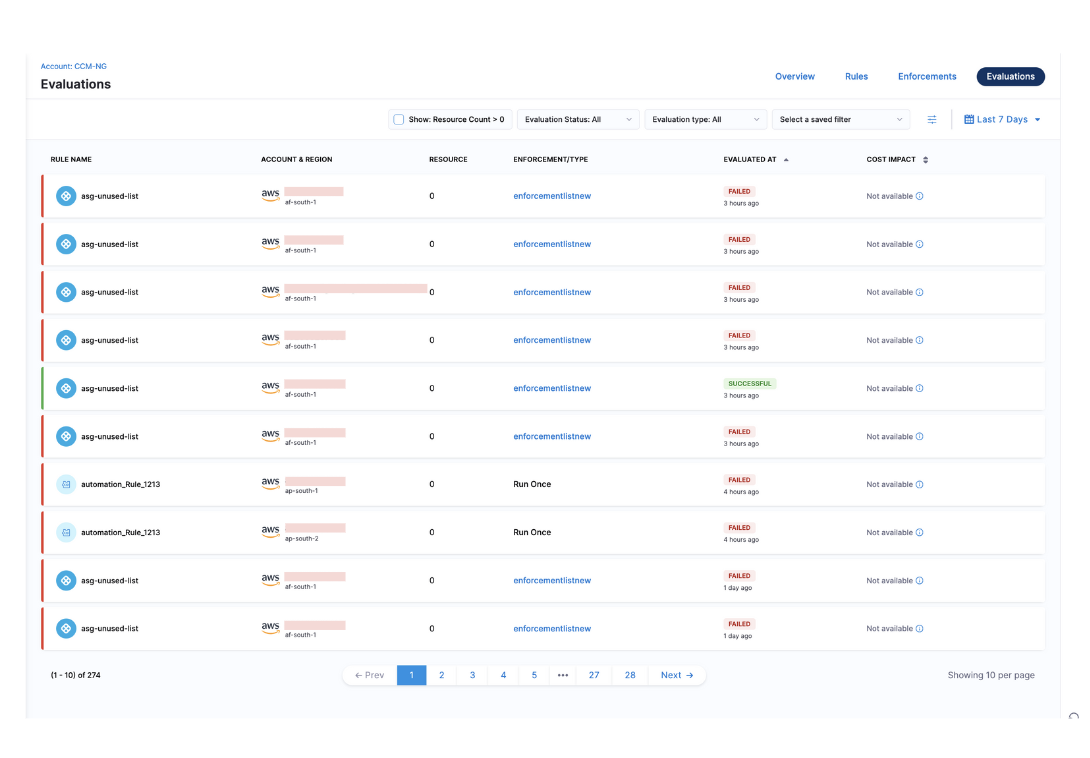 Account: CCM-NG
Evaluations
Overview Rules Enforcements Evaluations
Show: Resource Count > 0 Evaluation Status: All Evaluation type: All Select a saved filter Last 7 Days
RULE NAME ACCOUNT & REGION RESOURCE ENFORCEMENT/TYPE EVALUATED AT COST IMPACT
asg-unused-list aws af-south-1 0 enforcementlistnew FAILED 3 hours ago Not available
asg-unused-list aws af-south-1 0 enforcementlistnew FAILED 3 hours ago Not available
asg-unused-list aws af-south-1 0 enforcementlistnew FAILED 3 hours ago Not available
asg-unused-list aws af-south-1 0 enforcementlistnew FAILED 3 hours ago Not available
asg-unused-list aws af-south-1 0 enforcementlistnew SUCCESSFUL 3 hours ago Not available
asg-unused-list aws af-south-1 0 enforcementlistnew FAILED 3 hours ago Not available
automation_Rule_1213 aws ap-south-1 0 Run Once FAILED 4 hours ago Not available
automation_Rule_1213 aws ap-south-2 0 Run Once FAILED 4 hours ago Not available
asg-unused-list aws af-south-1 0 enforcementlistnew FAILED 1 day ago Not available
asg-unused-list aws af-south-1 0 enforcementlistnew FAILED 1 day ago Not available
(1 - 10) of 274 ← Prev 1 2 3 4 5 ••• 27 28 Next → Showing 10 per page